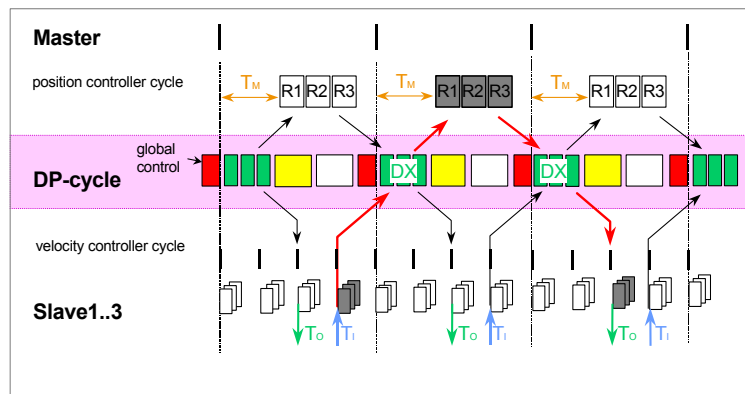 Master
position controller cycle
TM TM TM
R1 R2 R3 R1 R2 R3 R1 R2 R3
global
control
DP-cycle
DX DX
velocity controller cycle
Slave1..3
TO TI TO TI TO TI